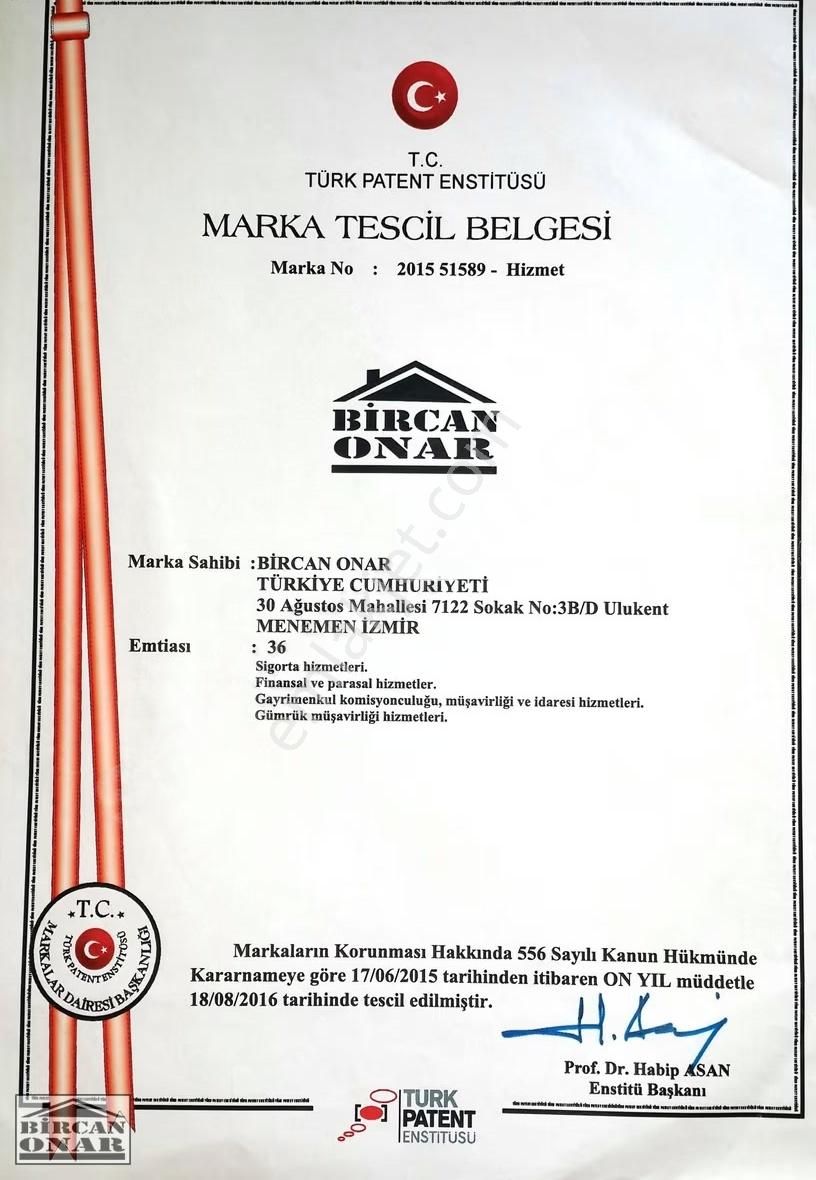 T.C.
TÜRK PATENT ENSTİTÜSÜ
MARKA TESCİL BELGESİ
Marka No : 2015 51589 - Hizmet
BİRCAN
ONAR
Marka Sahibi :BİRCAN ONAR
TÜRKİYE CUMHURİYETİ
30 Ağustos Mahallesi 7122 Sokak No:3B/D Ulukent
MENEMEN İZMİR
Emtiası : 36
Sigorta hizmetleri.
Finansal ve parasal hizmetler.
Gayrimenkul komisyonculuğu, müşavirliği ve idaresi hizmetleri.
Gümrük müşavirliği hizmetleri.
emlakjet.com
T.C.
TÜRK PATENT ENSTİTÜSÜ
MARKALAR DAİRESİ BAŞKANLIĞI
Markaların Korunması Hakkında 556 Sayılı Kanun Hükmünde
Kararnameye göre 17/06/2015 tarihinden itibaren ON YIL müddetle
18/08/2016 tarihinde tescil edilmiştir.
H. Asan
Prof. Dr. Habip ASAN
Enstitü Başkanı
TURK
PATENT
ENSTITUSU
BİRCAN
ONAR